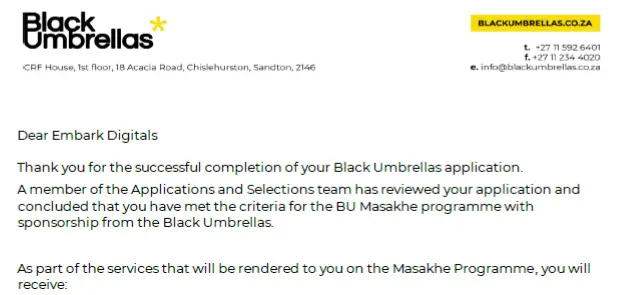 Black
Umbrellas*
BLACKUMBRELLAS.CO.ZA
t. +27 11 592 6401
f. +27 11 234 4020
e. info@blackumbrellas.co.za
CRF House, 1st floor, 18 Acacia Road, Chislehurston, Sandton, 2146
Dear Embark Digitals
Thank you for the successful completion of your Black Umbrellas application.
A member of the Applications and Selections team has reviewed your application and
concluded that you have met the criteria for the BU Masakhe programme with
sponsorship from the Black Umbrellas.
As part of the services that will be rendered to you on the Masakhe Programme, you will
receive: